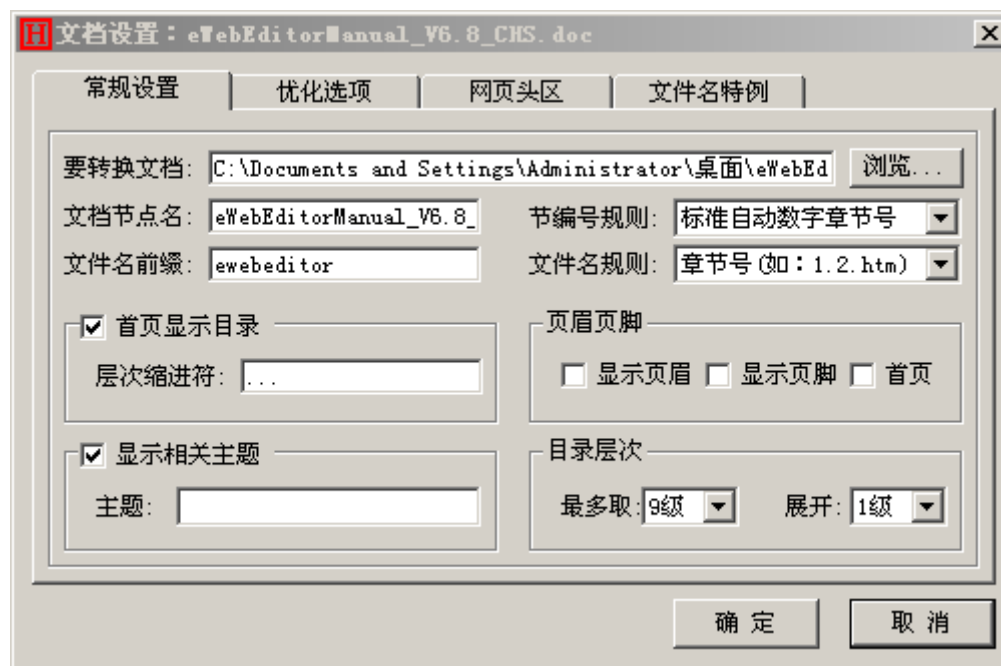 H 文档设置：eWebEditorManual_V6.8_CHS.doc
常规设置 优化选项 网页头区 文件名特例
要转换文档: C:\Documents and Settings\Administrator\桌面\eWebEd 浏览...
文档节点名: eWebEditorManual_V6.8_ 节编号规则: 标准自动数字章节号
文件名前缀: ewebeditor 文件名规则: 章节号(如：1.2.htm)
首页显示目录 页眉页脚
层次缩进符: ... 显示页眉 显示页脚 首页
显示相关主题 目录层次
主题: 最多取: 9级 展开: 1级
确 定 取 消